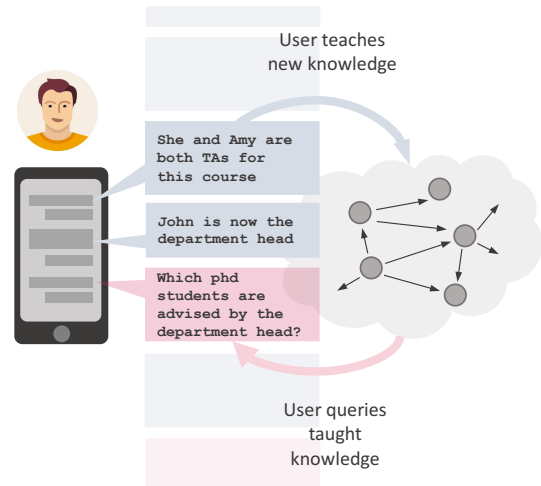 User teaches
new knowledge
She and Amy are
both TAs for
this course
John is now the
department head
Which phd
students are
advised by the
department head?
User queries
taught
knowledge